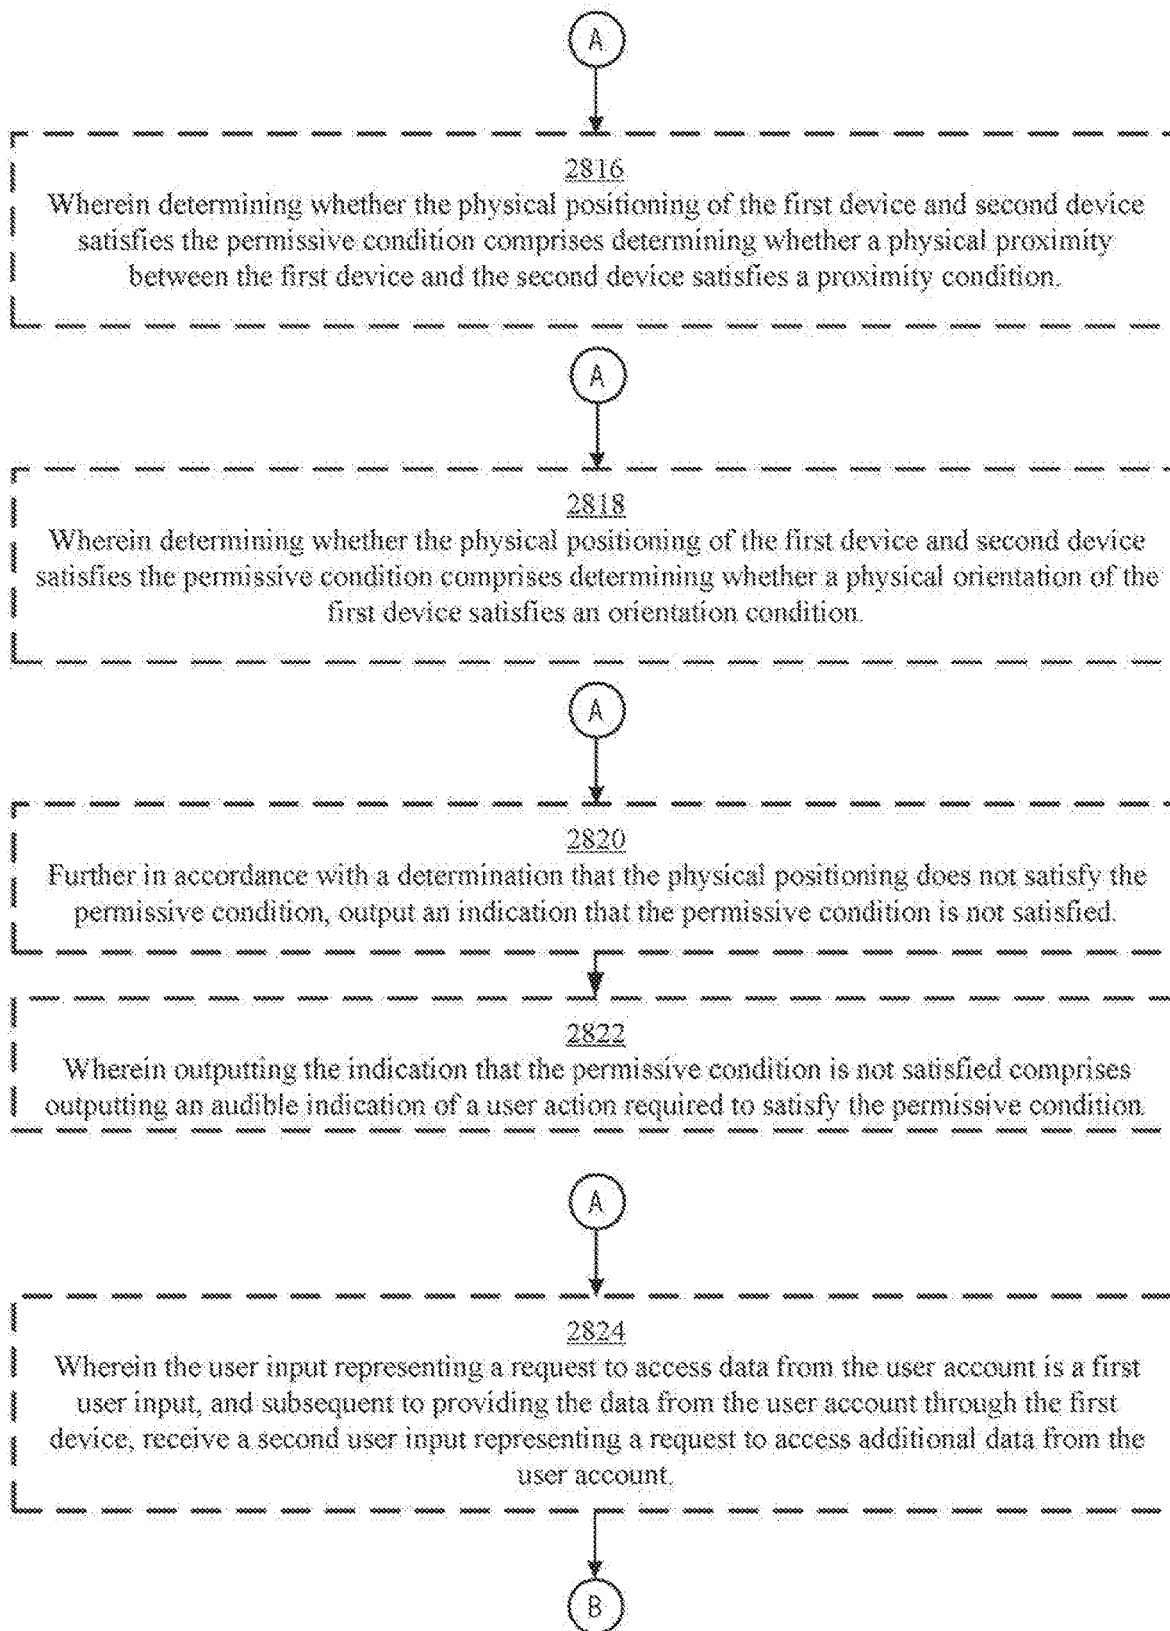 A
2816
Wherein determining whether the physical positioning of the first device and second device
satisfies the permissive condition comprises determining whether a physical proximity
between the first device and the second device satisfies a proximity condition.
A
2818
Wherein determining whether the physical positioning of the first device and second device
satisfies the permissive condition comprises determining whether a physical orientation of the
first device satisfies an orientation condition.
A
2820
Further in accordance with a determination that the physical positioning does not satisfy the
permissive condition, output an indication that the permissive condition is not satisfied.
2822
Wherein outputting the indication that the permissive condition is not satisfied comprises
outputting an audible indication of a user action required to satisfy the permissive condition.
A
2824
Wherein the user input representing a request to access data from the user account is a first
user input, and subsequent to providing the data from the user account through the first
device, receive a second user input representing a request to access additional data from the
user account.
B